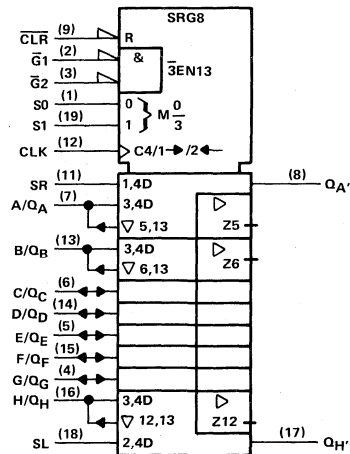 SRG8
CLR (9) R
G1 (2) &
3EN13
G2 (3)
S0 (1) 0
M 0/3
S1 (19) 1
CLK (12) C4/1→/2←
SR (11) 1,4D (8) QA'
A/QA (7) 3,4D
5,13 Z5
B/QB (13) 3,4D
6,13 Z6
C/QC (6)
D/QD (14)
E/QE (5)
F/QF (15)
G/QG (4)
H/QH (16) 3,4D
12,13 Z12
SL (18) 2,4D (17) QH'